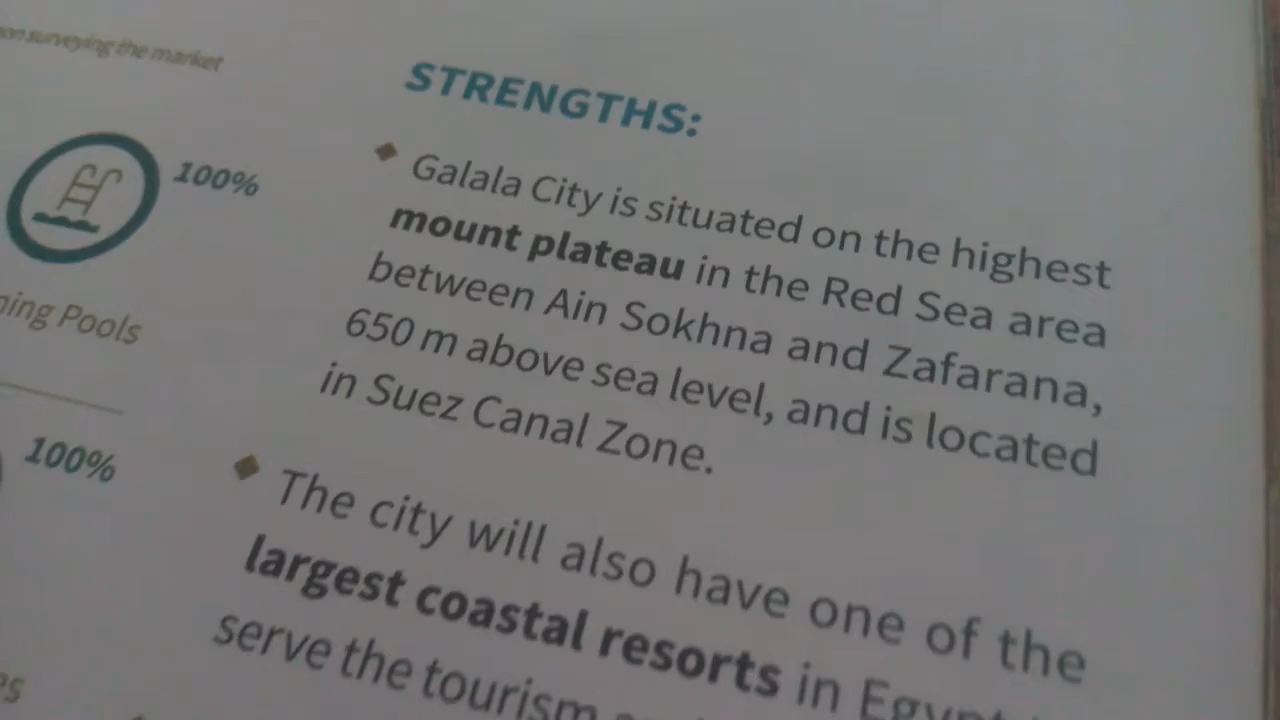 surveying the market
100%
Pools
100%
STRENGTHS:
Galala City is situated on the highest
mount plateau in the Red Sea area
between Ain Sokhna and Zafarana,
650 m above sea level, and is located
in Suez Canal Zone.
The city will also have one of the
largest coastal resorts in Egypt
serve the tourism